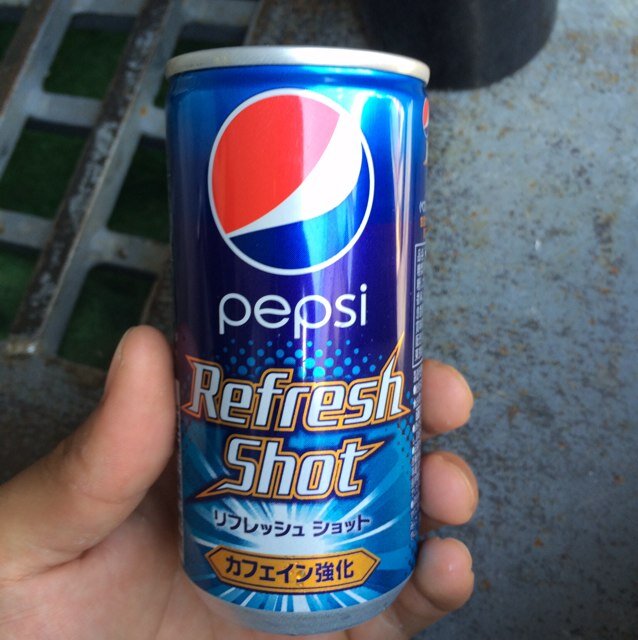 pepsi
Refresh
Shot
リフレッシュ ショット
カフェイン強化